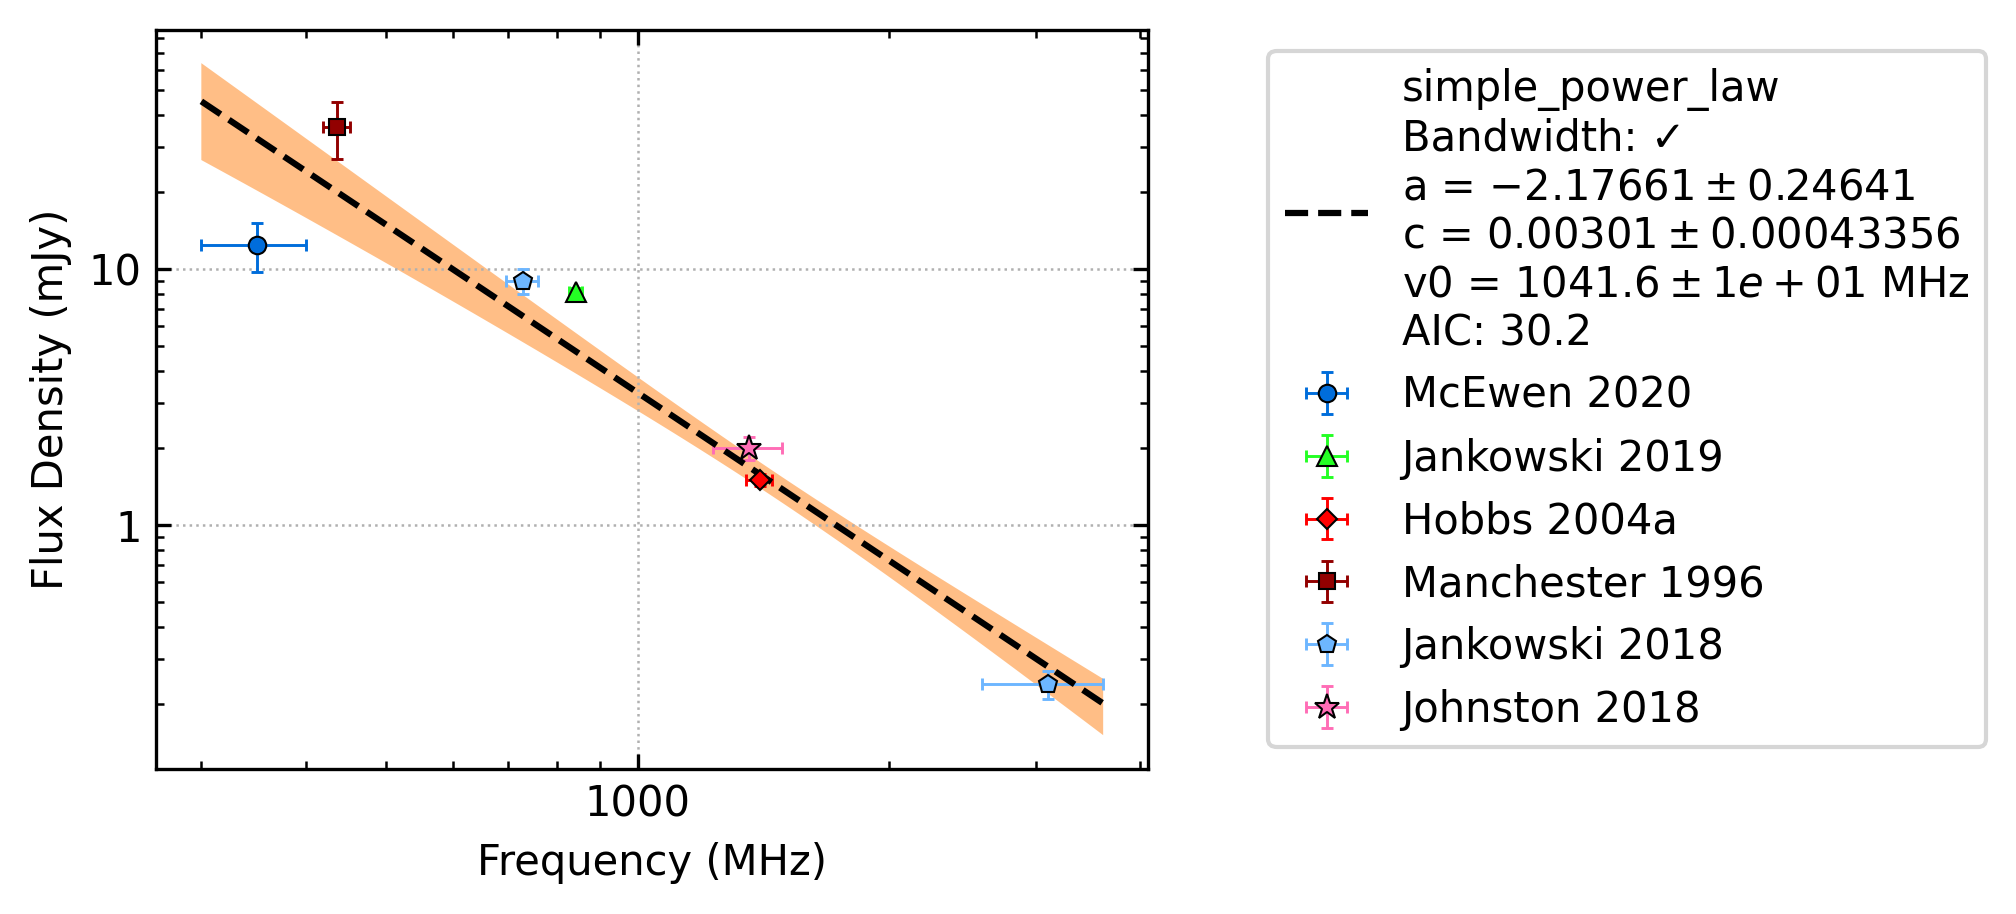 Flux Density (mJy)
10
1
1000
Frequency (MHz)
simple_power_law
Bandwidth: ✓
a = −2.17661 ± 0.24641
c = 0.00301 ± 0.00043356
v0 = 1041.6 ± 1e + 01 MHz
AIC: 30.2
McEwen 2020
Jankowski 2019
Hobbs 2004a
Manchester 1996
Jankowski 2018
Johnston 2018